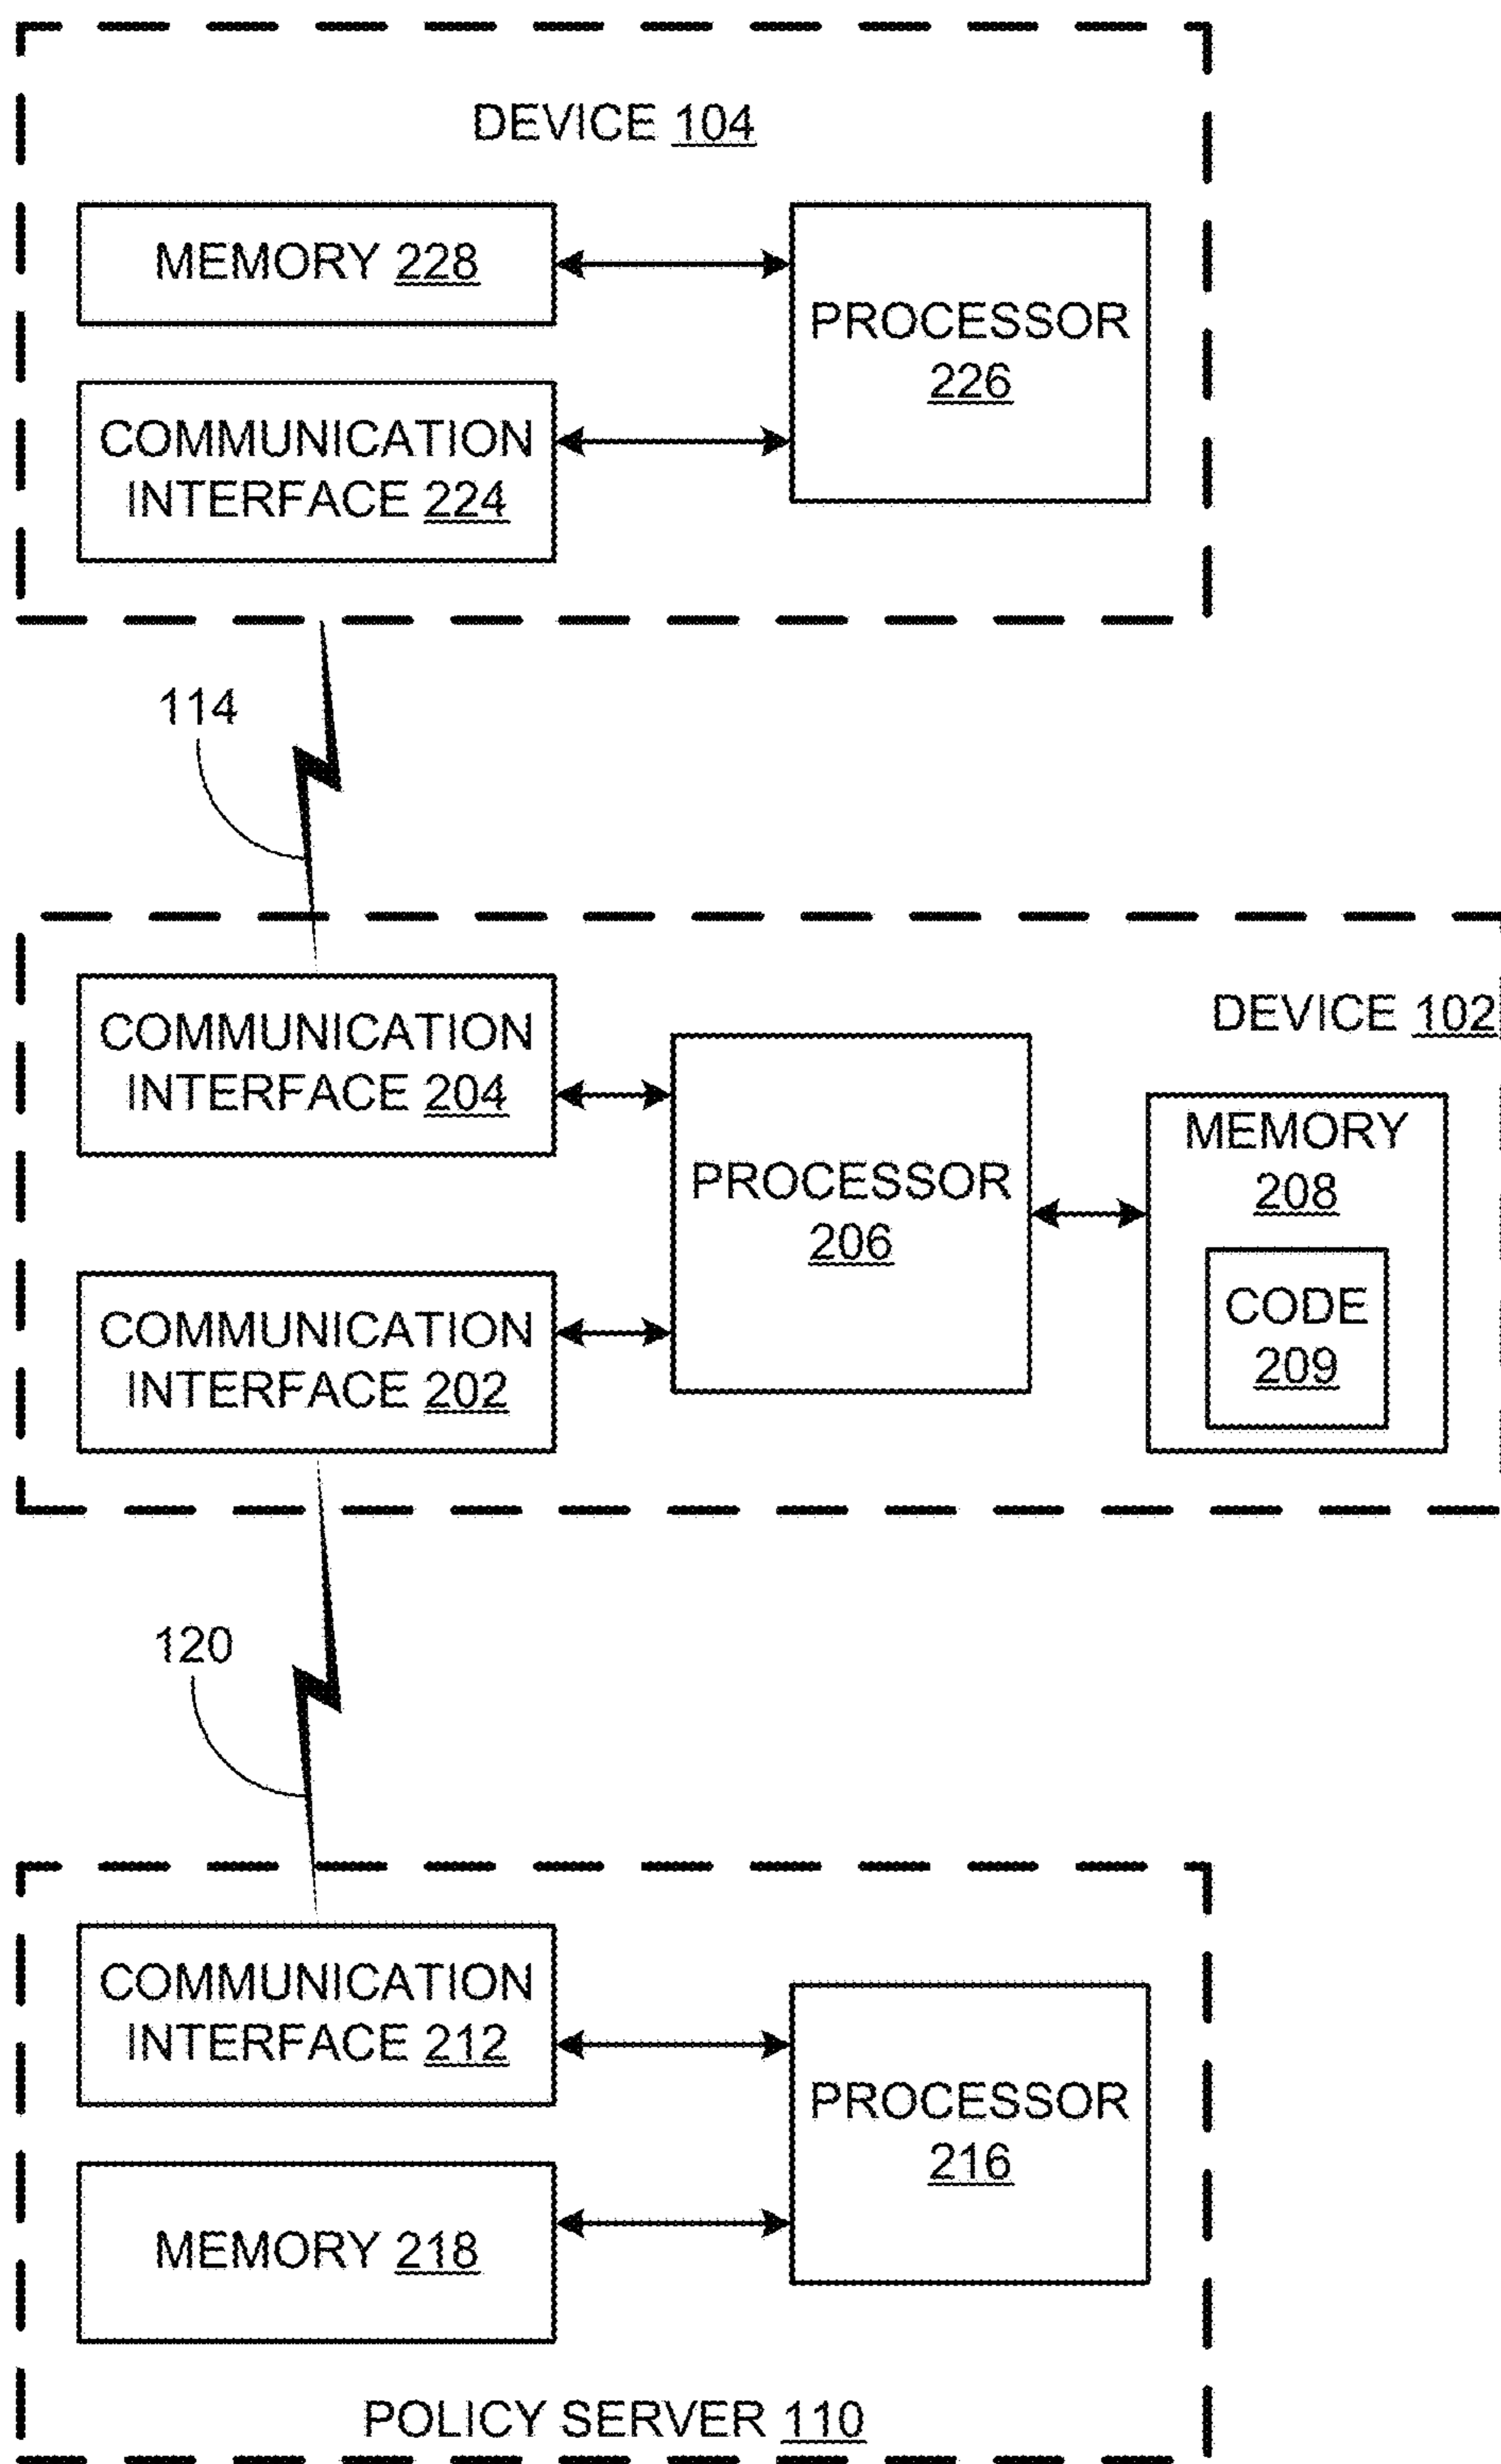 DEVICE 104
MEMORY 228
PROCESSOR
226
COMMUNICATION
INTERFACE 224
114
COMMUNICATION
INTERFACE 204
DEVICE 102
PROCESSOR
206
MEMORY
208
CODE
209
COMMUNICATION
INTERFACE 202
120
COMMUNICATION
INTERFACE 212
PROCESSOR
216
MEMORY 218
POLICY SERVER 110